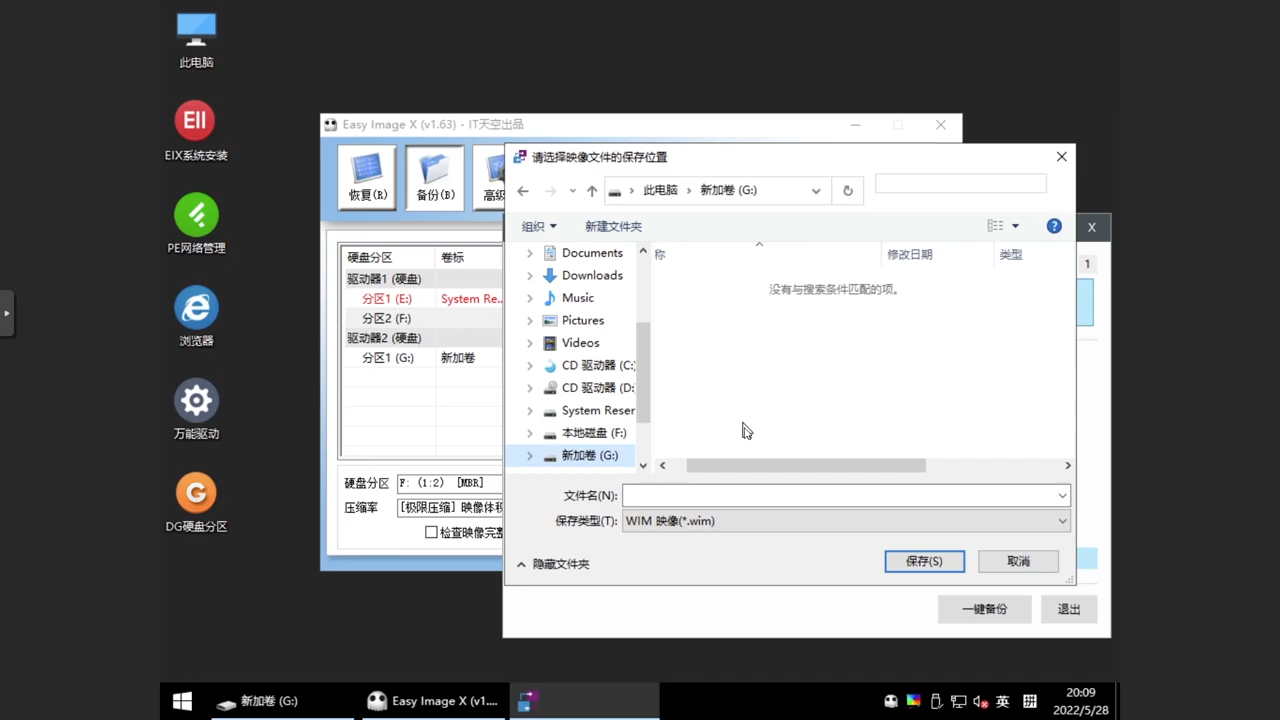 此电脑
EII
EIX系统安装
PE网络管理
浏览器
万能驱动
G
DG硬盘分区
Easy Image X (v1.63) - IT天空出品
恢复(R)
备份(B)
高级
硬盘分区 卷标
驱动器1 (硬盘)
分区1 (E:) System Re..
分区2 (F:)
驱动器2 (硬盘)
分区1 (G:) 新加卷
硬盘分区 F: (1:2) [MBR]
压缩率 [极限压缩] 映像体积
检查映像完整
请选择映像文件的保存位置
此电脑 › 新加卷 (G:)
组织 新建文件夹
Documents
Downloads
Music
Pictures
Videos
CD 驱动器 (C:)
CD 驱动器 (D:
System Reser
本地磁盘 (F:)
新加卷 (G:)
称 修改日期 类型
没有与搜索条件匹配的项。
文件名(N):
保存类型(T): WIM 映像(*.wim)
隐藏文件夹
保存(S) 取消
X
1
一键备份 退出
新加卷 (G:)
Easy Image X (v1....
英
拼
20:09
2022/5/28